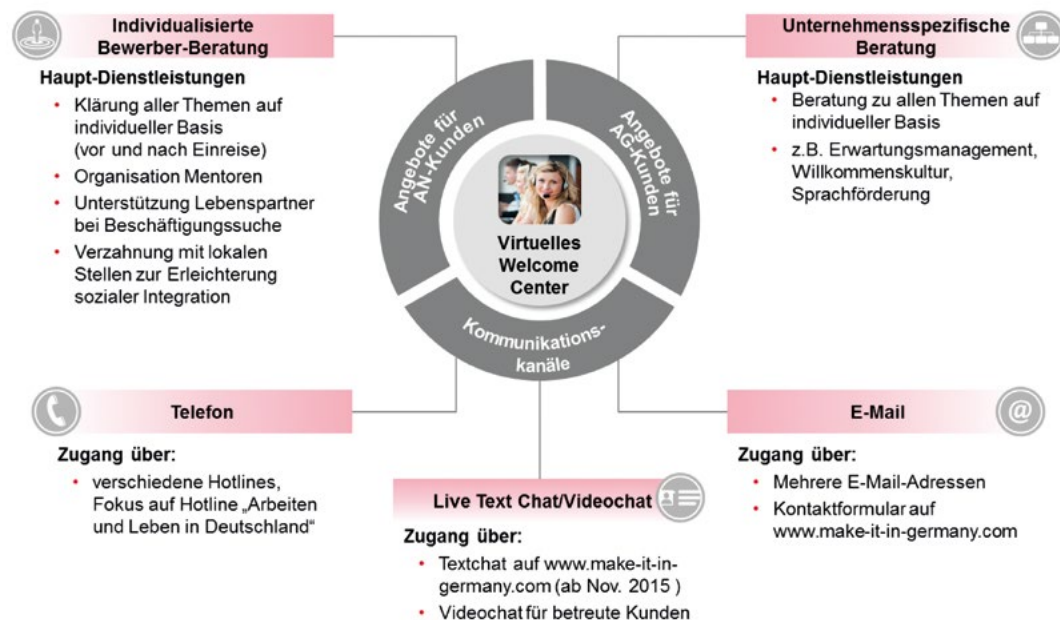 Individualisierte
Bewerber-Beratung
Haupt-Dienstleistungen
• Klärung aller Themen auf
individueller Basis
(vor und nach Einreise)
• Organisation Mentoren
• Unterstützung Lebenspartner
bei Beschäftigungssuche
• Verzahnung mit lokalen
Stellen zur Erleichterung
sozialer Integration
Unternehmensspezifische
Beratung
Haupt-Dienstleistungen
• Beratung zu allen Themen auf
individueller Basis
• z.B. Erwartungsmanagement,
Willkommenskultur,
Sprachförderung
Angebote für
AN-Kunden
Angebote für
AG-Kunden
Virtuelles
Welcome
Center
Kommunikations-
kanäle
Telefon
Zugang über:
• verschiedene Hotlines,
Fokus auf Hotline „Arbeiten
und Leben in Deutschland“
Live Text Chat/Videochat
Zugang über:
• Textchat auf www.make-it-in-
germany.com (ab Nov. 2015 )
• Videochat für betreute Kunden
E-Mail
@
Zugang über:
• Mehrere E-Mail-Adressen
• Kontaktformular auf
www.make-it-in-germany.com